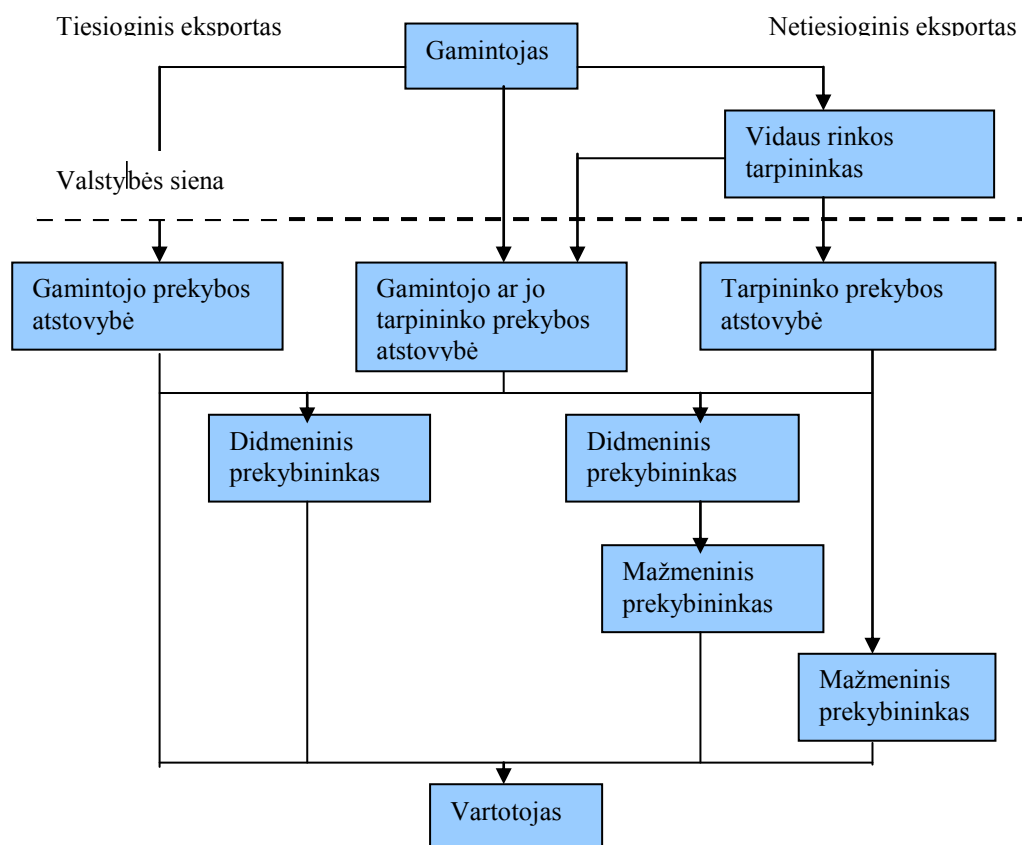 Tiesioginis eksportas
Netiesioginis eksportas
Gamintojas
Vidaus rinkos
tarpininkas
Valstybės siena
Gamintojo prekybos
atstovybė
Gamintojo ar jo
tarpininko prekybos
atstovybė
Tarpininko prekybos
atstovybė
Didmeninis
prekybininkas
Didmeninis
prekybininkas
Mažmeninis
prekybininkas
Mažmeninis
prekybininkas
Vartotojas